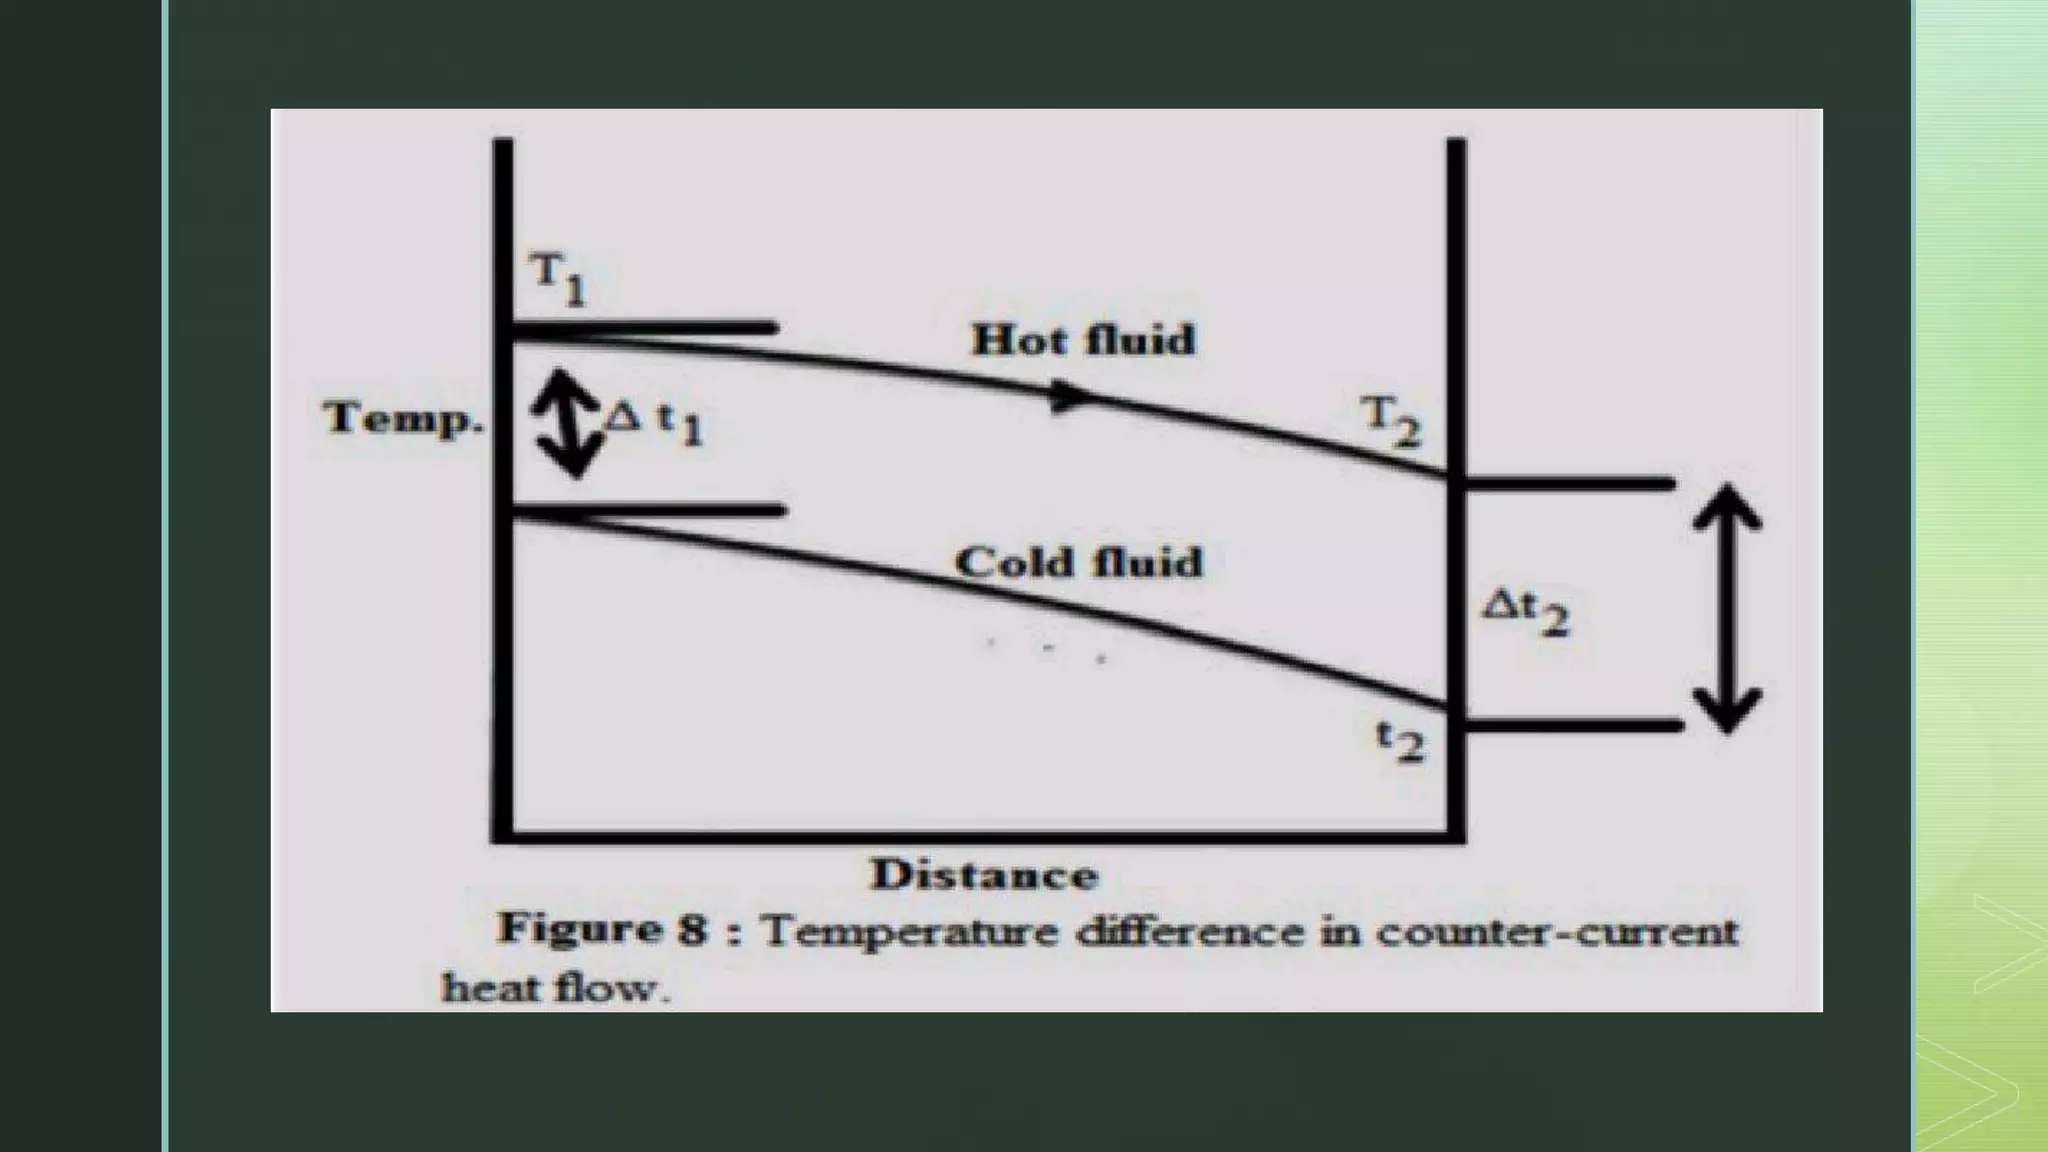 T1
Hot fluid
Temp.
Δ t1
T2
Cold fluid
Δt2
t2
Distance
Figure 8 : Temperature difference in counter-current
heat flow.